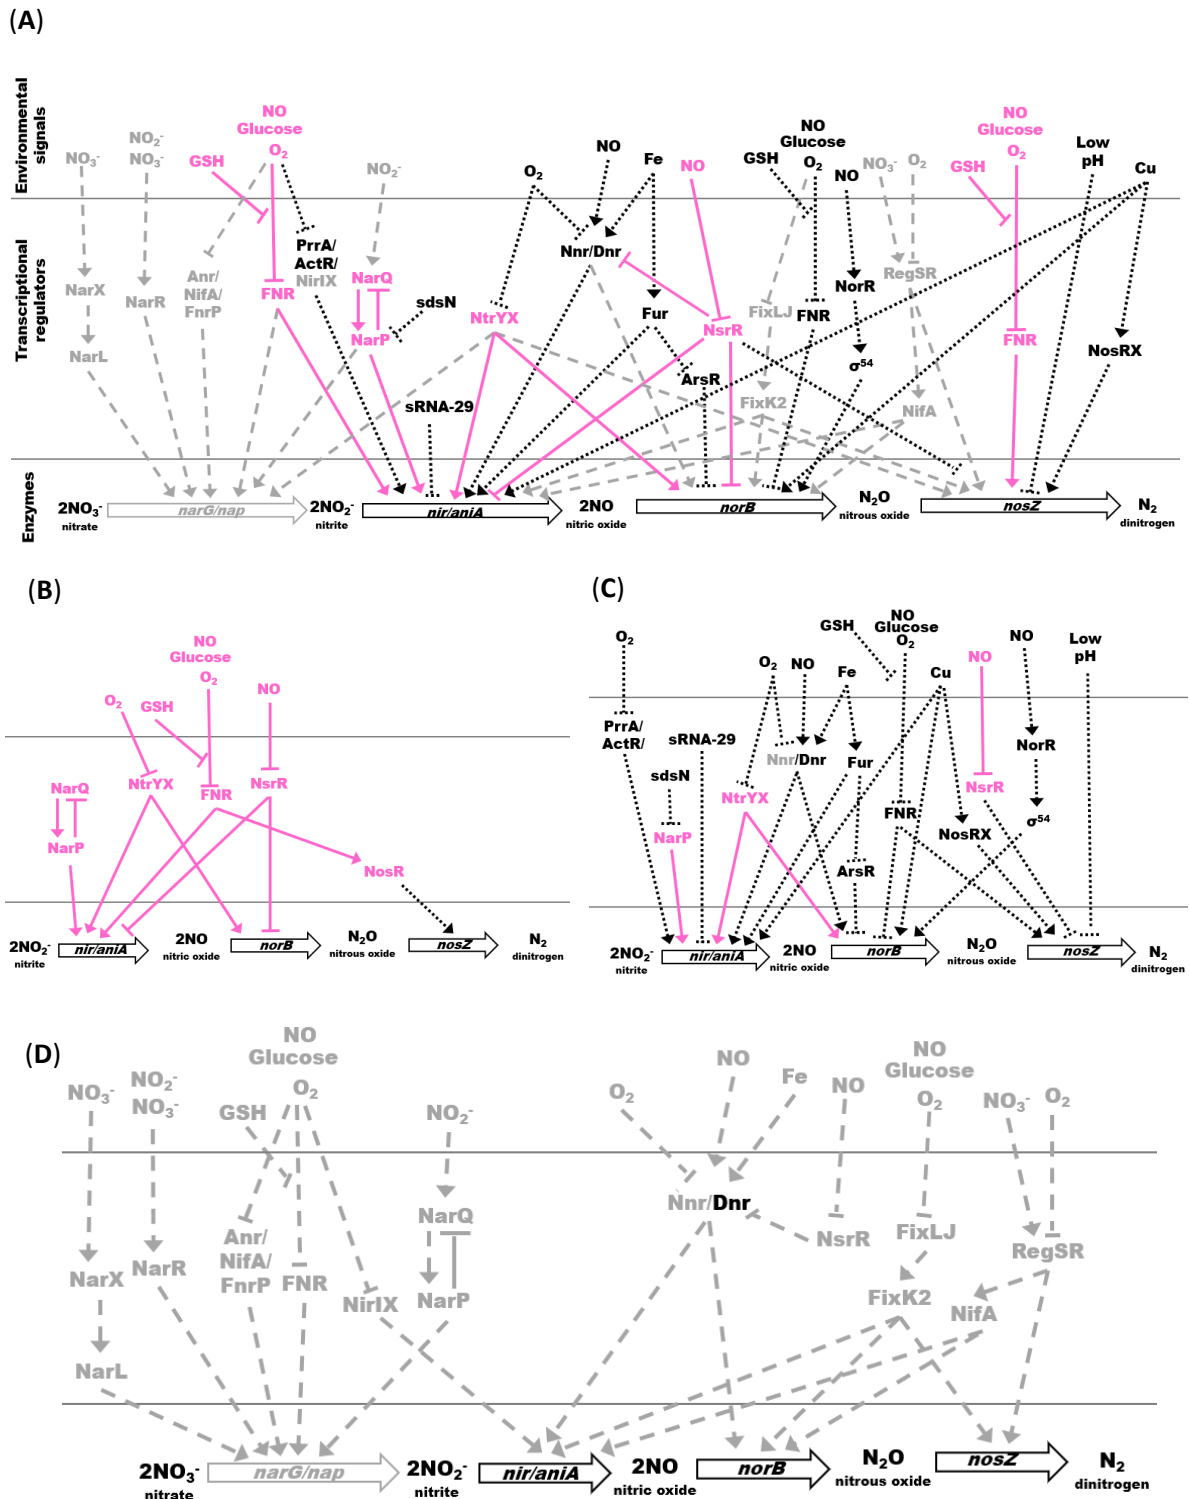 (A)
Environmental
signals
Transcriptional
regulators
Enzymes
NO₃⁻
NO₂⁻
NO₃⁻
GSH
NO
Glucose
O₂
NO₂⁻
O₂
NO
Fe
NO
GSH
NO
Glucose
O₂
NO
NO₃⁻
O₂
GSH
NO
Glucose
O₂
Low
pH
Cu
NarX
NarL
NarR
Anr/
NifA/
FnrP
FNR
PrrA/
ActR/
NirIX
NarQ
NarP
sdsN
sRNA-29
NtrYX
Nnr/Dnr
Fur
ArsR
NsrR
FixLJ
FixK2
FNR
NorR
σ⁵⁴
RegSR
NifA
FNR
NosRX
2NO₃⁻
nitrate
narG/nap
2NO₂⁻
nitrite
nir/aniA
2NO
nitric oxide
norB
N₂O
nitrous oxide
nosZ
N₂
dinitrogen
(B)
O₂
GSH
NO
Glucose
O₂
NO
NarQ
NarP
NtrYX
FNR
NsrR
NosR
2NO₂⁻
nitrite
nir/aniA
2NO
nitric oxide
norB
N₂O
nitrous oxide
nosZ
N₂
dinitrogen
(C)
O₂
O₂
NO
Fe
GSH
NO
Glucose
O₂
Cu
NO
NO
Low
pH
PrrA/
ActR/
sRNA-29
sdsN
NarP
NtrYX
Nnr/Dnr
Fur
ArsR
FNR
NosRX
NsrR
NorR
σ⁵⁴
2NO₂⁻
nitrite
nir/aniA
2NO
nitric oxide
norB
N₂O
nitrous oxide
nosZ
N₂
dinitrogen
(D)
NO₃⁻
NO₂⁻
NO₃⁻
GSH
NO
Glucose
O₂
NO₂⁻
O₂
NO
Fe
NO
NO
Glucose
O₂
NO₃⁻
O₂
NarX
NarL
NarR
Anr/
NifA/
FnrP
FNR
NirIX
NarQ
NarP
Nnr/Dnr
NsrR
FixLJ
FixK2
RegSR
NifA
2NO₃⁻
nitrate
narG/nap
2NO₂⁻
nitrite
nir/aniA
2NO
nitric oxide
norB
N₂O
nitrous oxide
nosZ
N₂
dinitrogen